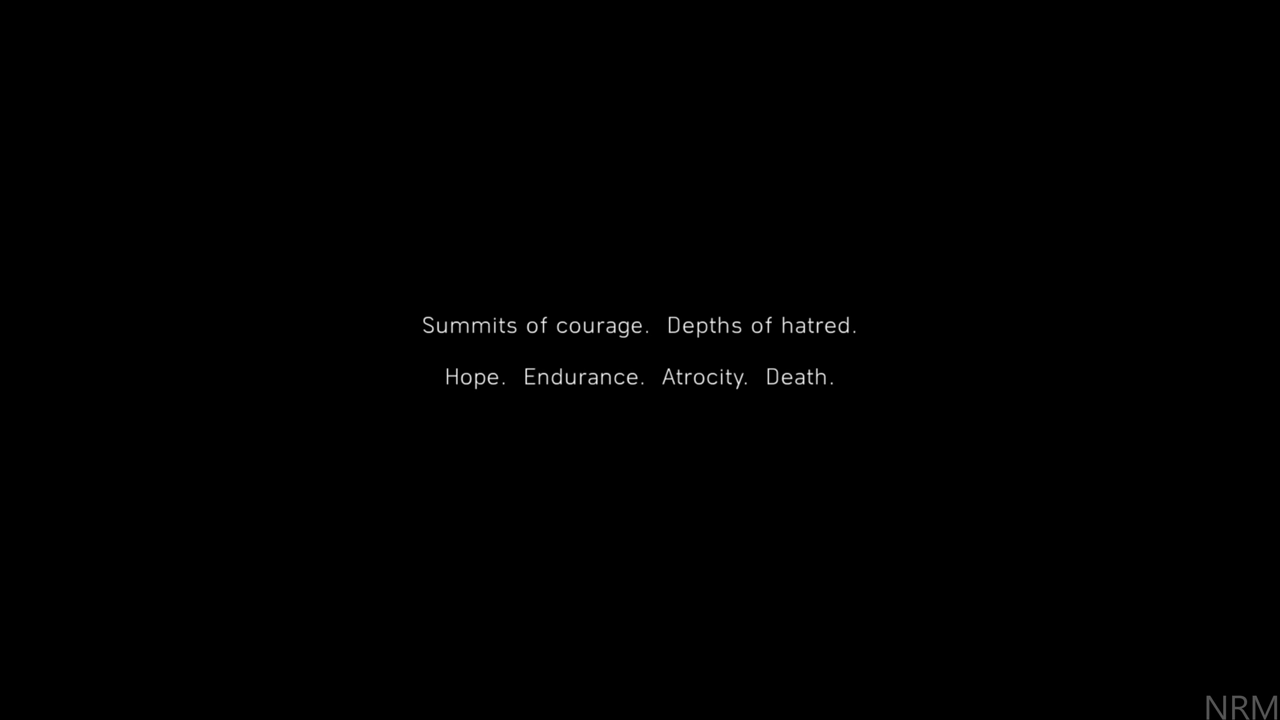 Summits of courage. Depths of hatred.
Hope. Endurance. Atrocity. Death.
NRM